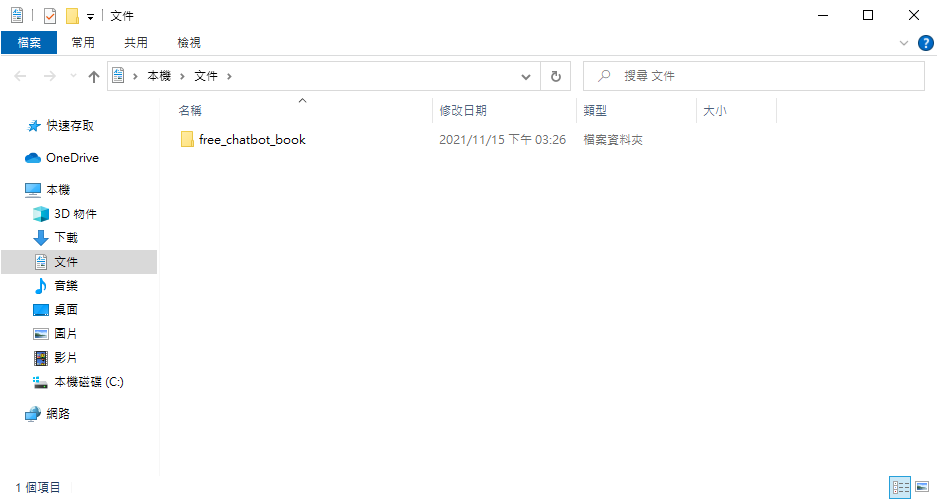 文件
檔案 常用 共用 檢視 ?
本機 文件 搜尋 文件
名稱 修改日期 類型 大小
free_chatbot_book 2021/11/15 下午 03:26 檔案資料夾
快速存取
OneDrive
本機
3D 物件
下載
文件
音樂
桌面
圖片
影片
本機磁碟 (C:)
網路
1 個項目